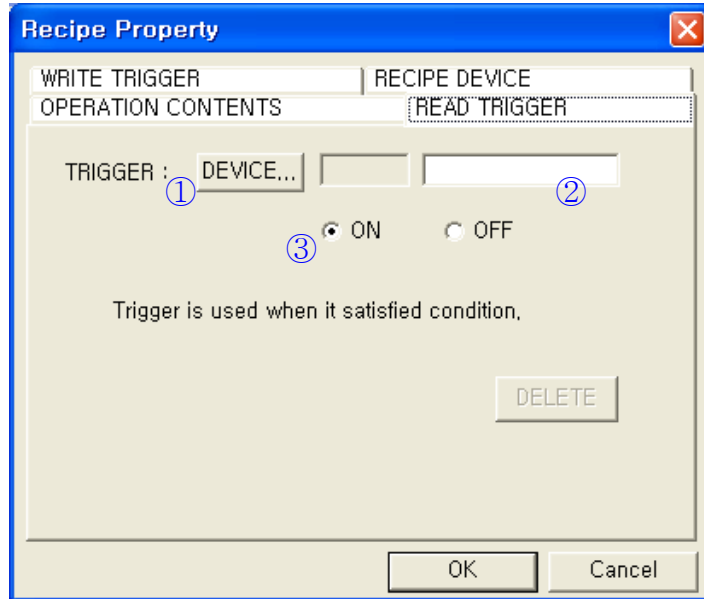 Recipe Property
WRITE TRIGGER RECIPE DEVICE
OPERATION CONTENTS READ TRIGGER
TRIGGER : ① DEVICE... ②
③ ON OFF
Trigger is used when it satisfied condition.
DELETE
OK Cancel